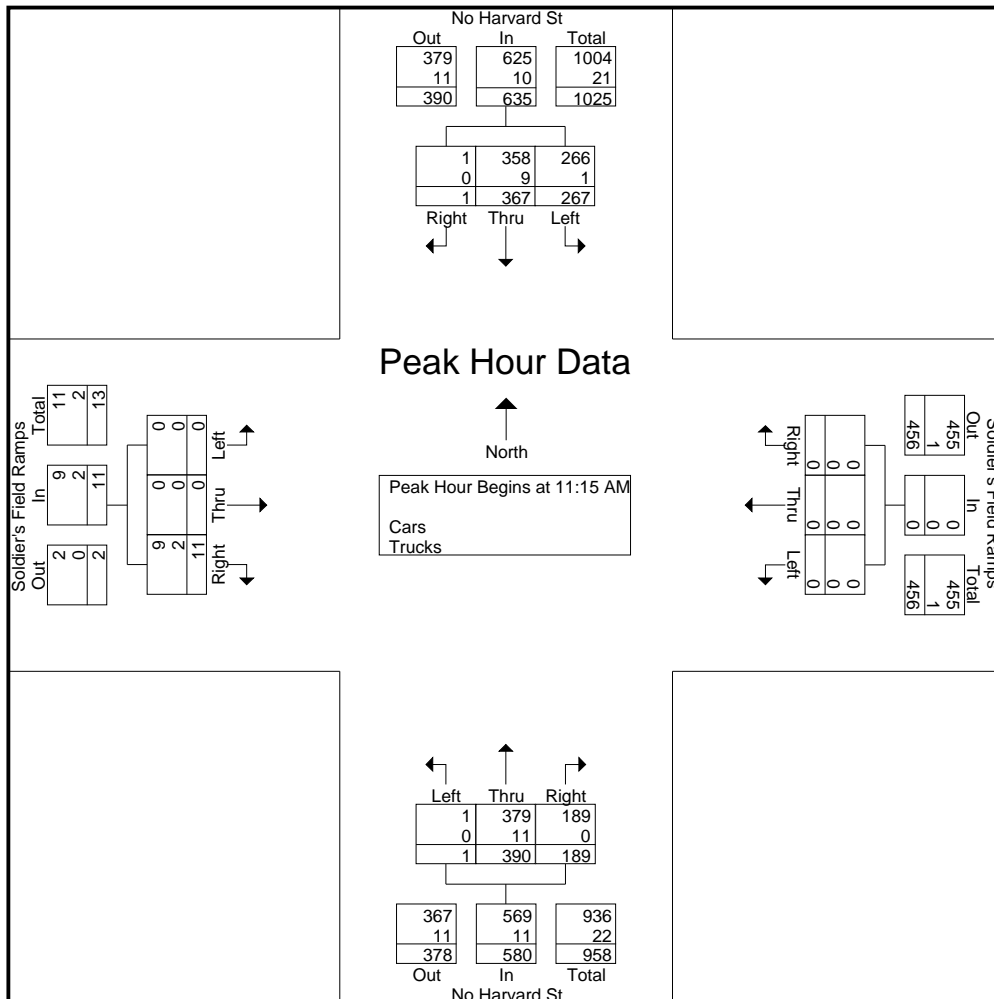 No Harvard St
Out In Total
379 625 1004
11 10 21
390 635 1025
1 358 266
0 9 1
1 367 267
Right Thru Left
Peak Hour Data
North
Peak Hour Begins at 11:15 AM
Cars
Trucks
Soldier's Field Ramps
Total In Out
11 9 2
2 2 0
13 11 2
Left Thru Right
0 0 9
0 0 2
0 0 11
Soldier's Field Ramps
Out In Total
455 0 455
1 0 1
456 0 456
Right Thru Left
0 0 0
0 0 0
0 0 0
Left Thru Right
1 379 189
0 11 0
1 390 189
367 569 936
11 11 22
378 580 958
Out In Total
No Harvard St